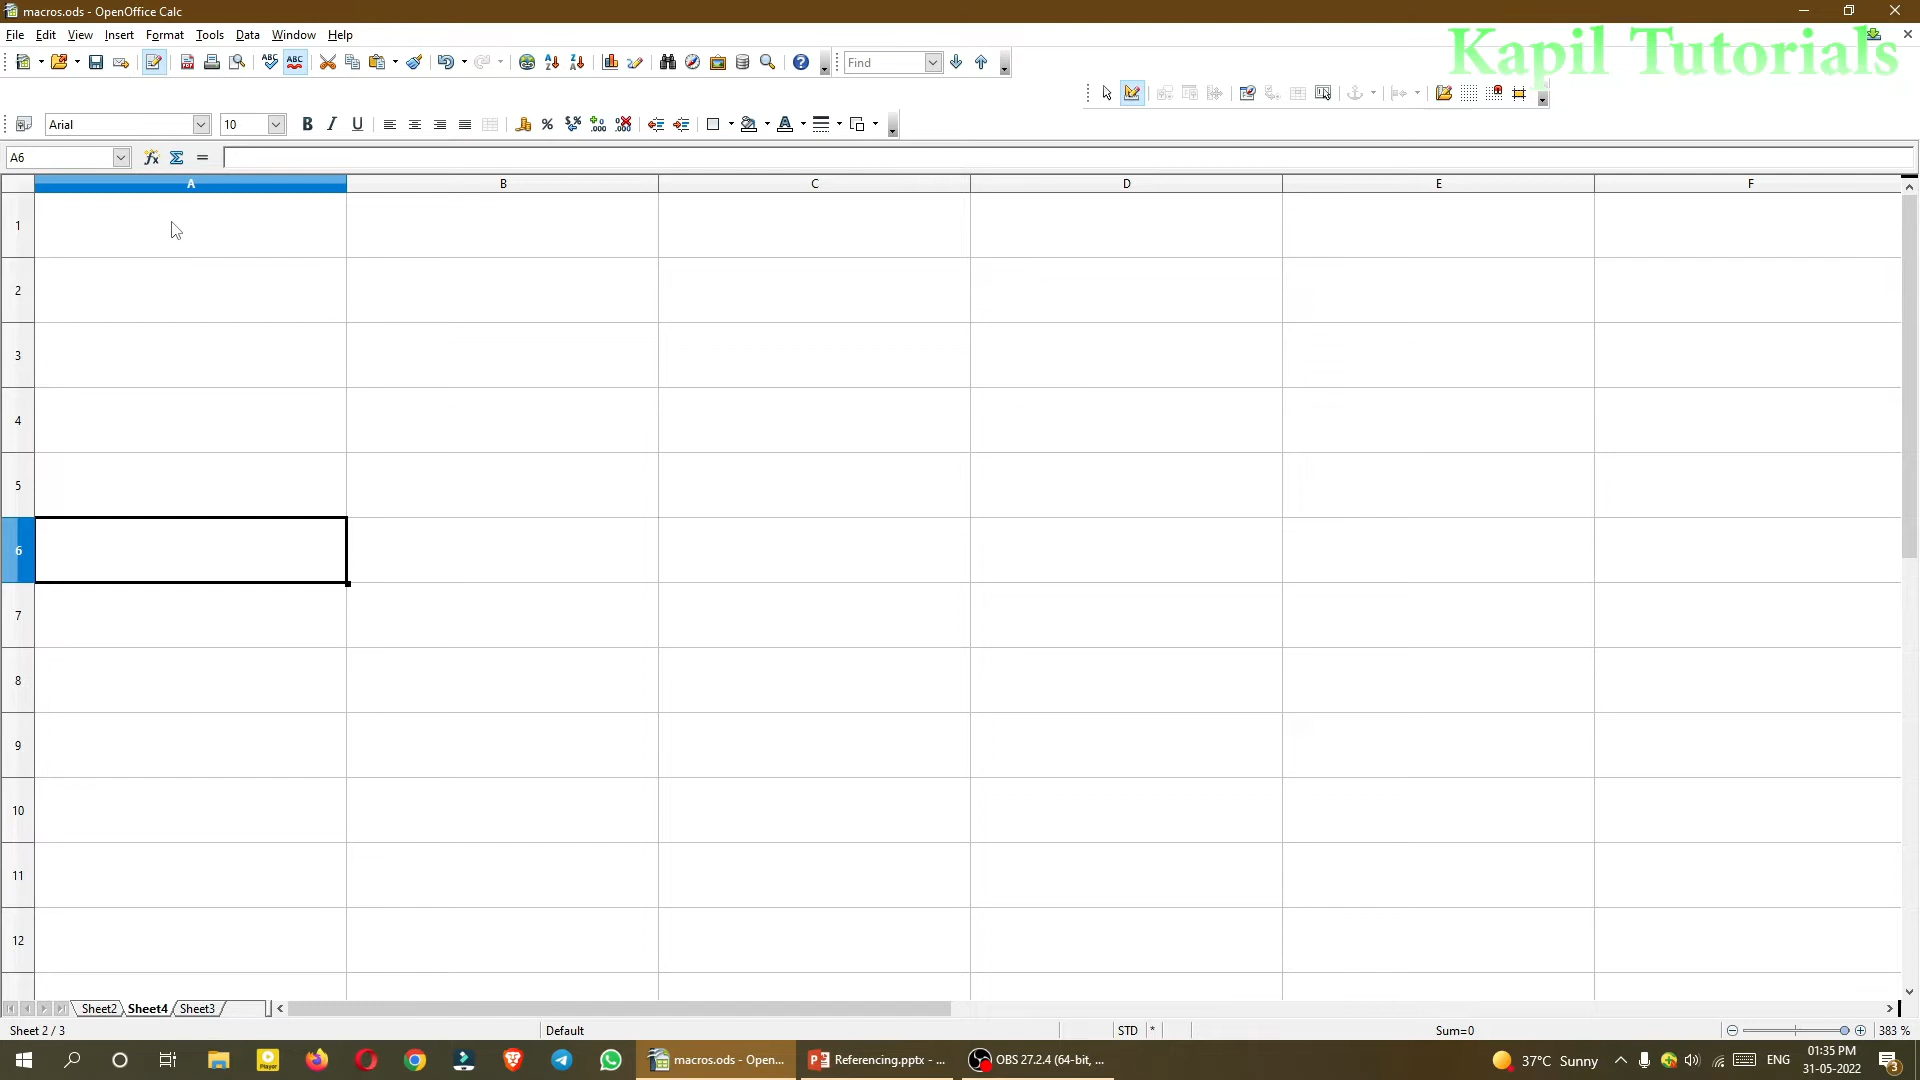 macros.ods - OpenOffice Calc
File Edit View Insert Format Tools Data Window Help
Kapil Tutorials
Find
Arial 10
A6
A B C D E F
1
2
3
4
5
6
7
8
9
10
11
12
Sheet2 Sheet4 Sheet3
Sheet 2 / 3 Default STD * Sum=0 383 %
macros.ods - Open... Referencing.pptx - ... OBS 27.2.4 (64-bit, ... 37°C Sunny ENG 01:35 PM
31-05-2022
3